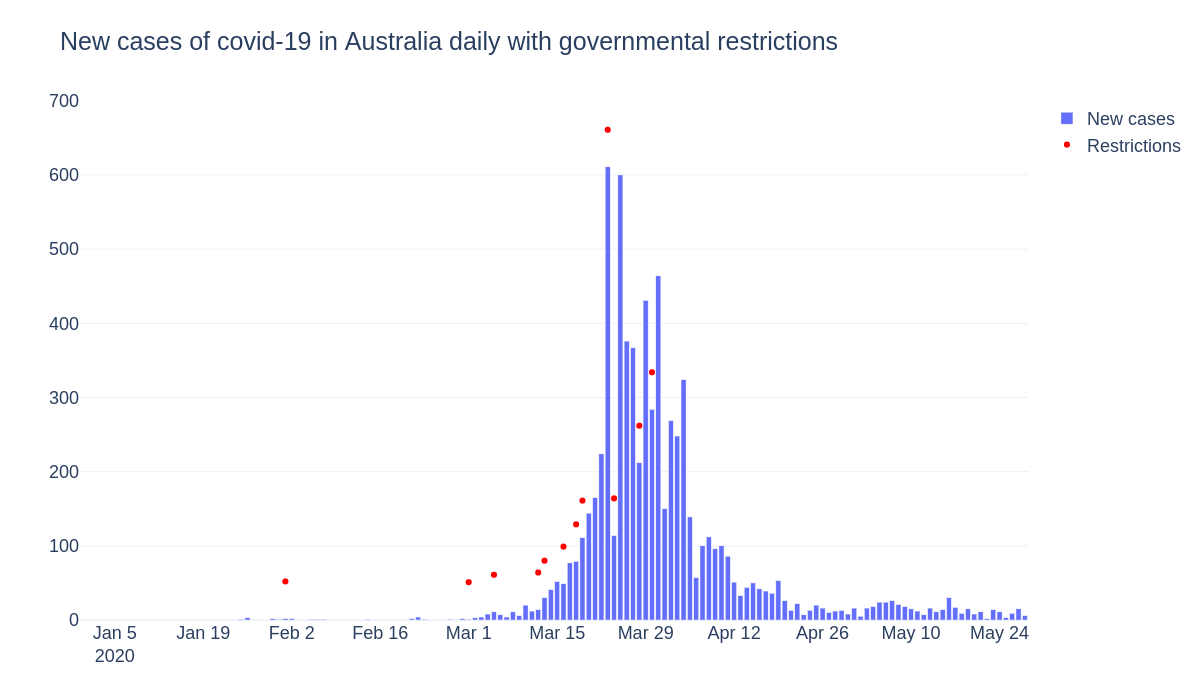 New cases of covid-19 in Australia daily with governmental restrictions
700
600
500
400
300
200
100
0
New cases
Restrictions
Jan 5 Jan 19 Feb 2 Feb 16 Mar 1 Mar 15 Mar 29 Apr 12 Apr 26 May 10 May 24
2020